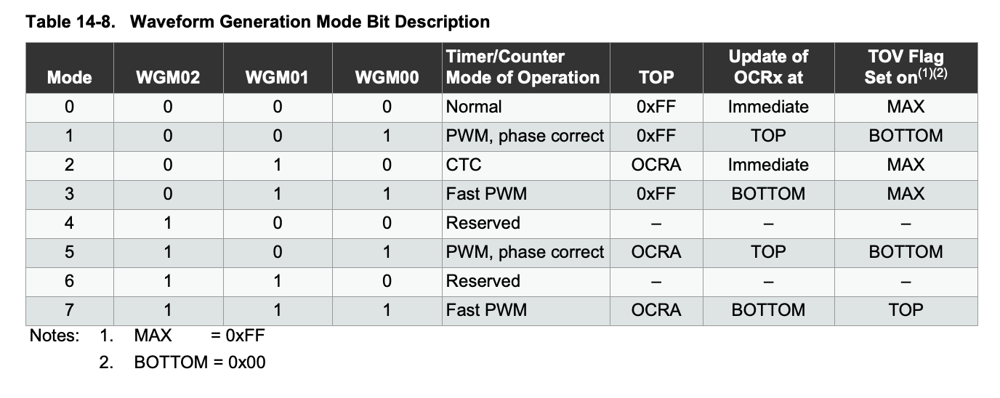 Table 14-8. Waveform Generation Mode Bit Description
Mode WGM02 WGM01 WGM00 Timer/Counter Mode of Operation TOP Update of OCRx at TOV Flag Set on(1)(2)
0 0 0 0 Normal 0xFF Immediate MAX
1 0 0 1 PWM, phase correct 0xFF TOP BOTTOM
2 0 1 0 CTC OCRA Immediate MAX
3 0 1 1 Fast PWM 0xFF BOTTOM MAX
4 1 0 0 Reserved – – –
5 1 0 1 PWM, phase correct OCRA TOP BOTTOM
6 1 1 0 Reserved – – –
7 1 1 1 Fast PWM OCRA BOTTOM TOP
Notes: 1. MAX = 0xFF
2. BOTTOM = 0x00